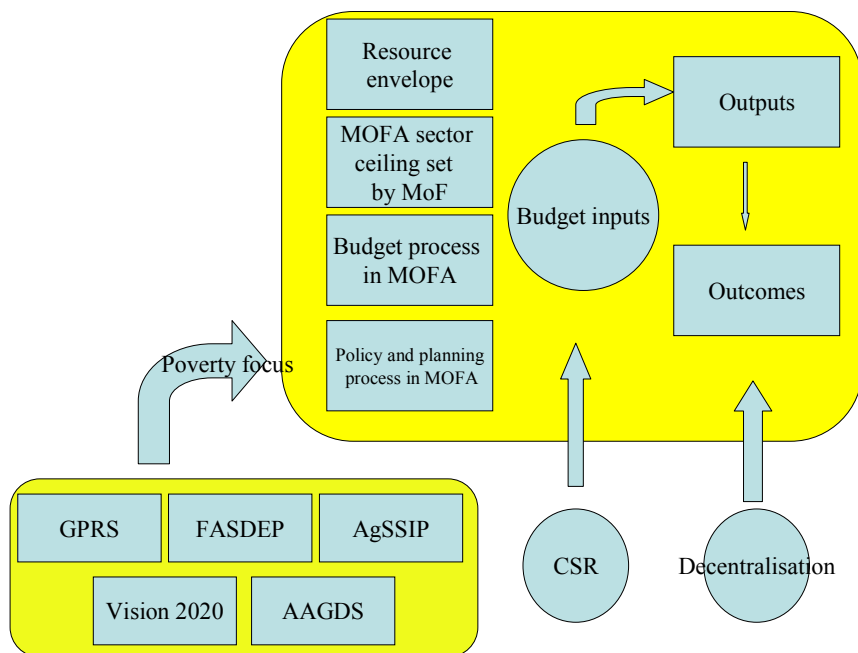 Resource
envelope
MOFA sector
ceiling set
by MoF
Budget process
in MOFA
Policy and planning
process in MOFA
Budget inputs
Outputs
Outcomes
Poverty focus
GPRS
FASDEP
AgSSIP
Vision 2020
AAGDS
CSR
Decentralisation